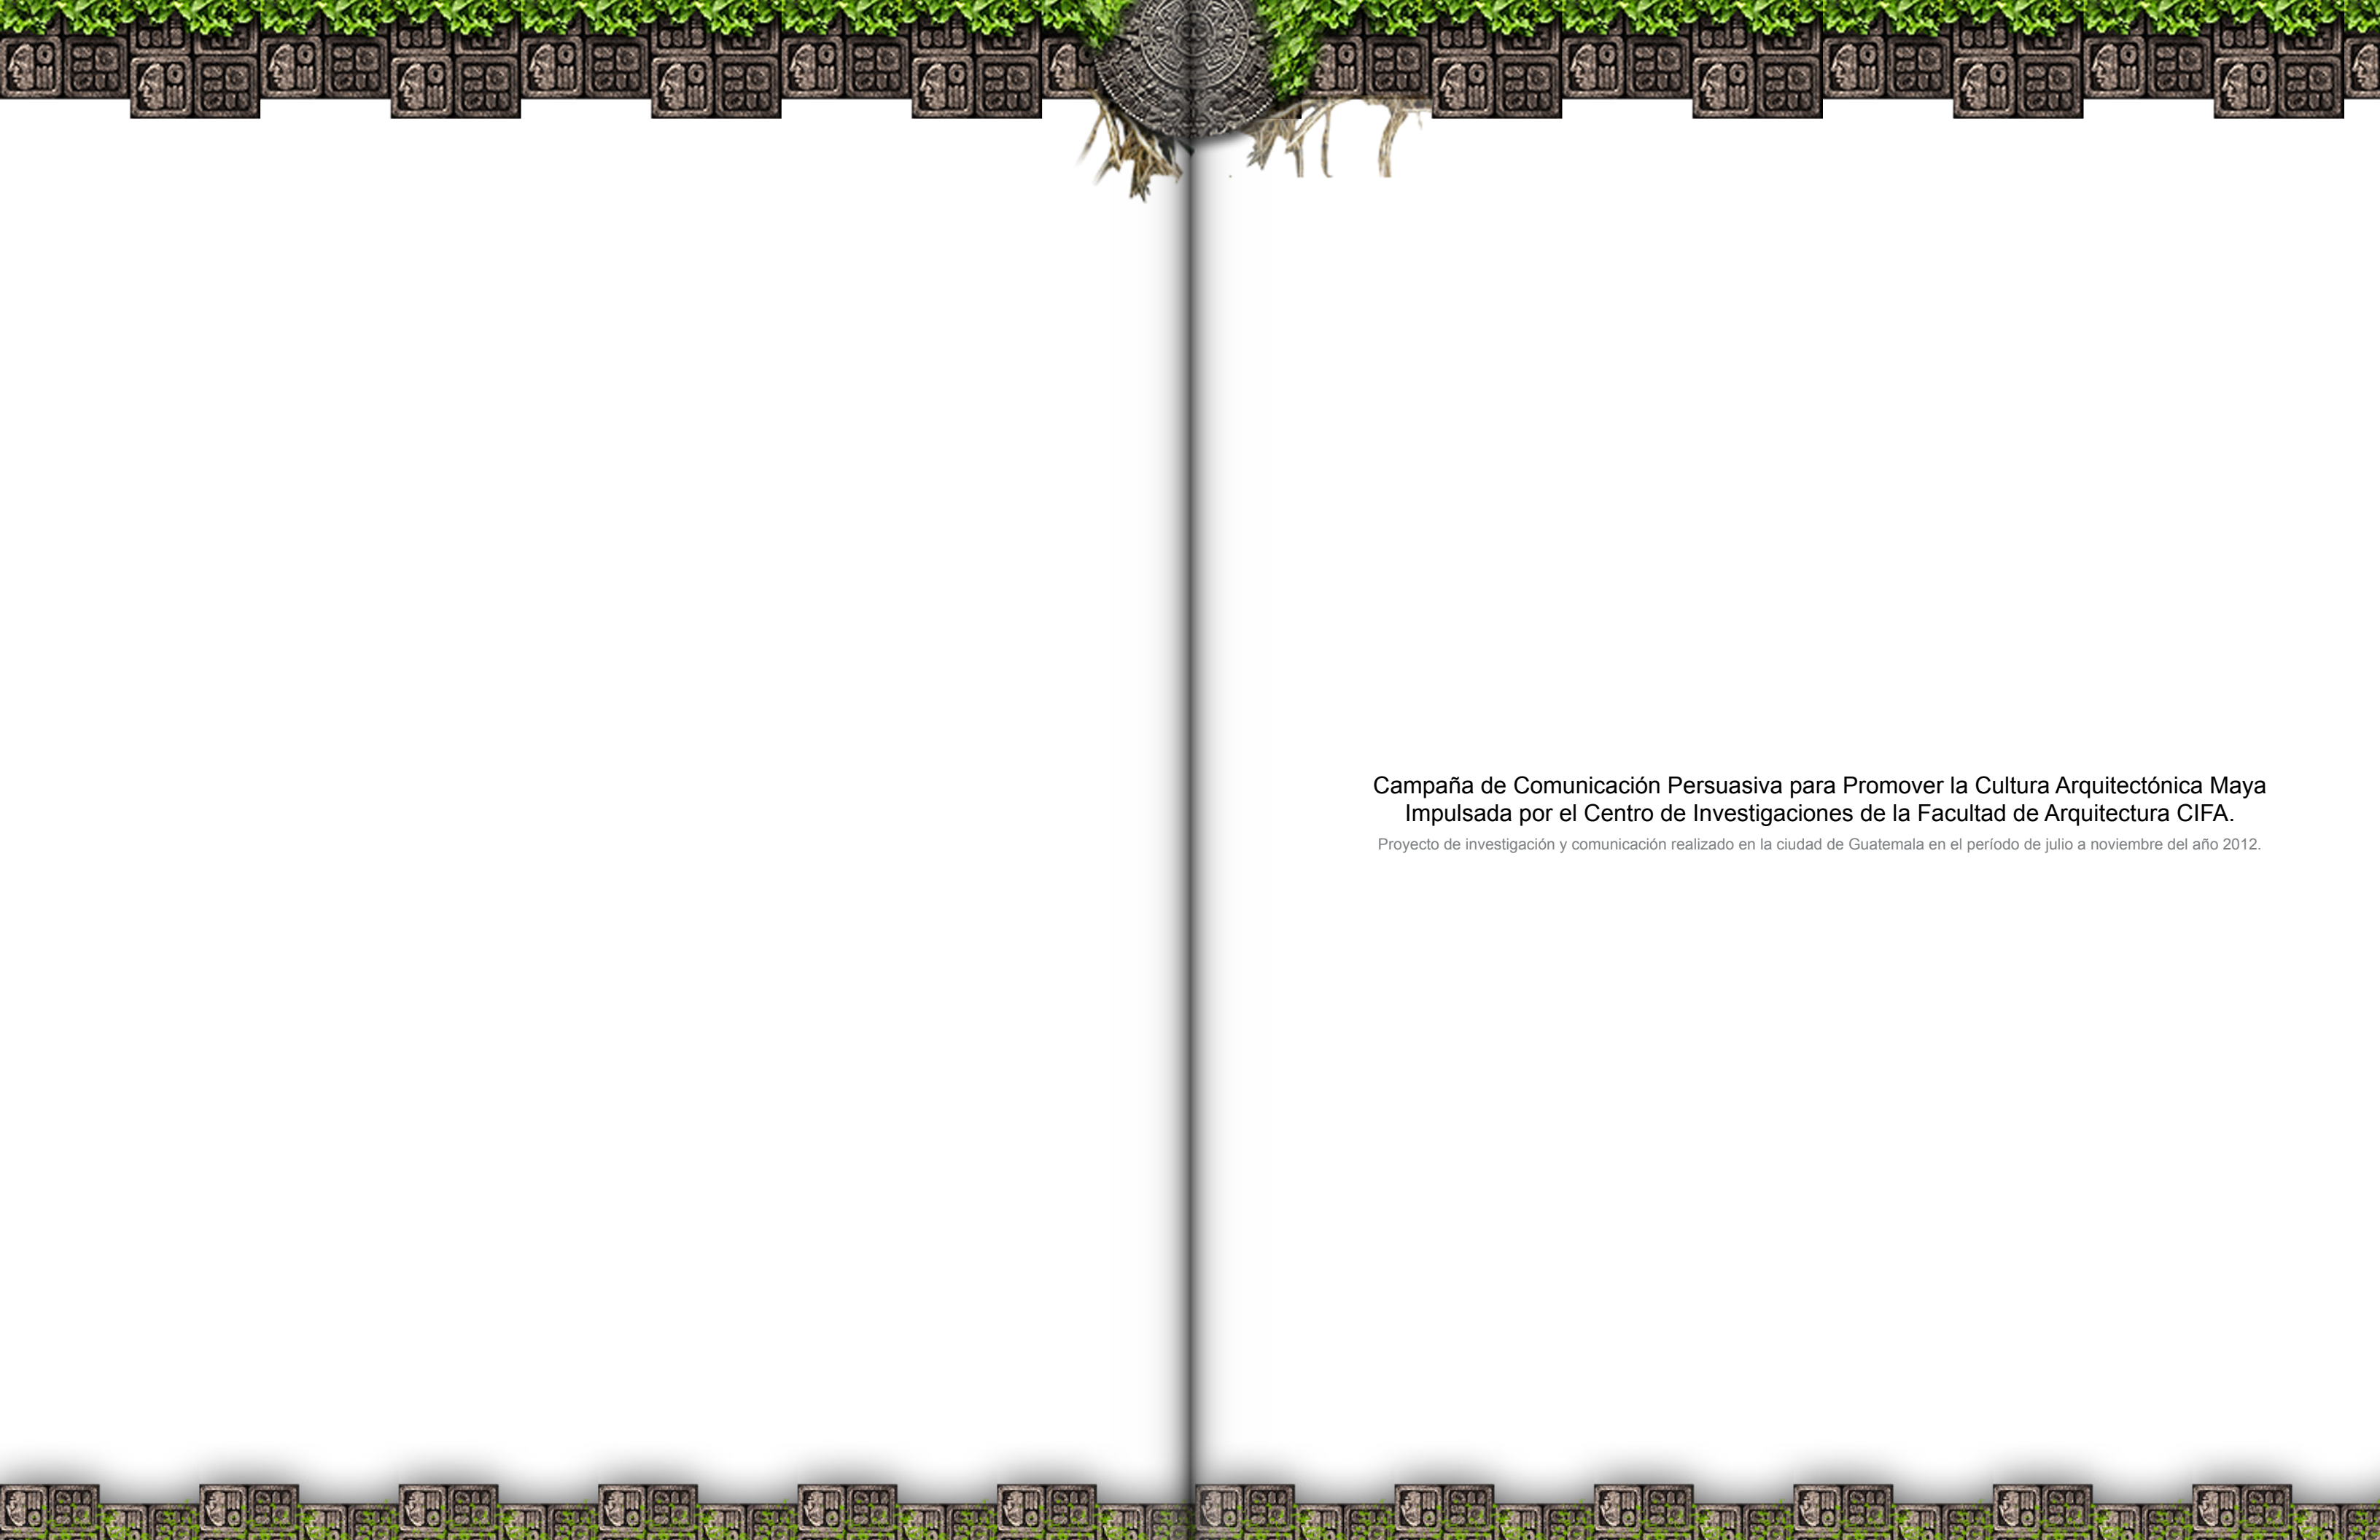 Campaña de Comunicación Persuasiva para Promover la Cultura Arquitectónica Maya
Impulsada por el Centro de Investigaciones de la Facultad de Arquitectura CIFA.
Proyecto de investigación y comunicación realizado en la ciudad de Guatemala en el período de julio a noviembre del año 2012.